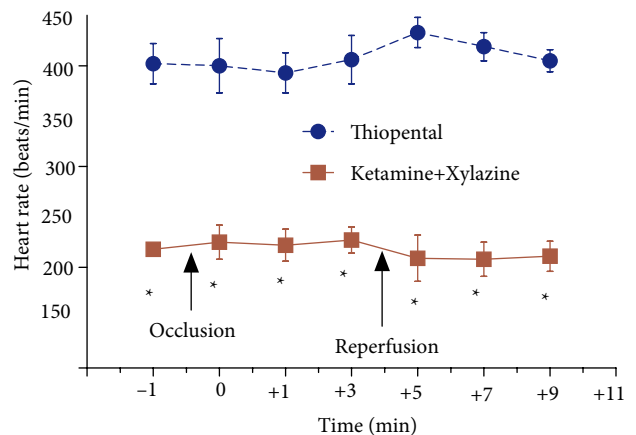 Heart rate (beats/min)
450
400
350
300
250
200
150
Thiopental
Ketamine+Xylazine
* * * * * * *
Occlusion
Reperfusion
−1 0 +1 +3 +5 +7 +9 +11
Time (min)